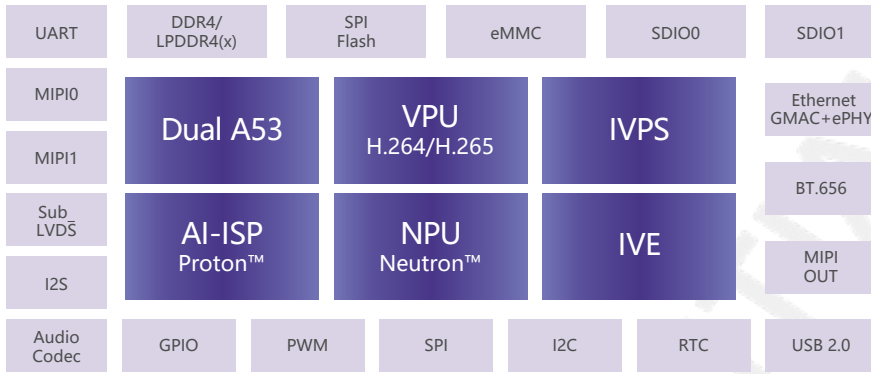 UART
DDR4/
LPDDR4(x)
SPI
Flash
eMMC
SDIO0
SDIO1
MIPI0
MIPI1
Sub_
LVDS
I2S
Dual A53
VPU
H.264/H.265
IVPS
AI-ISP
Proton™
NPU
Neutron™
IVE
Ethernet
GMAC+ePHY
BT.656
MIPI
OUT
Audio
Codec
GPIO
PWM
SPI
I2C
RTC
USB 2.0